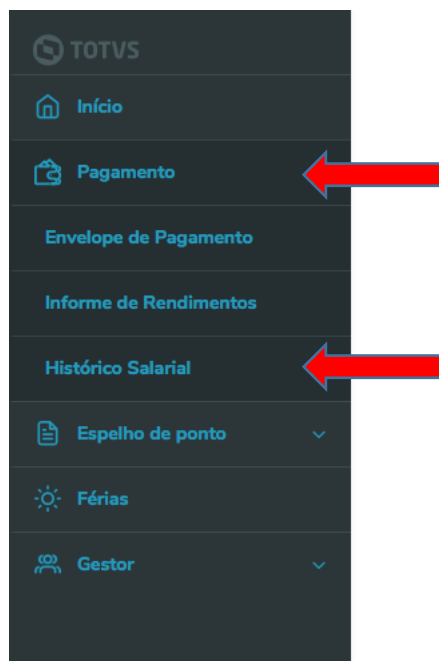 TOTVS
Início
Pagamento
Envelope de Pagamento
Informe de Rendimentos
Histórico Salarial
Espelho de ponto
Férias
Gestor